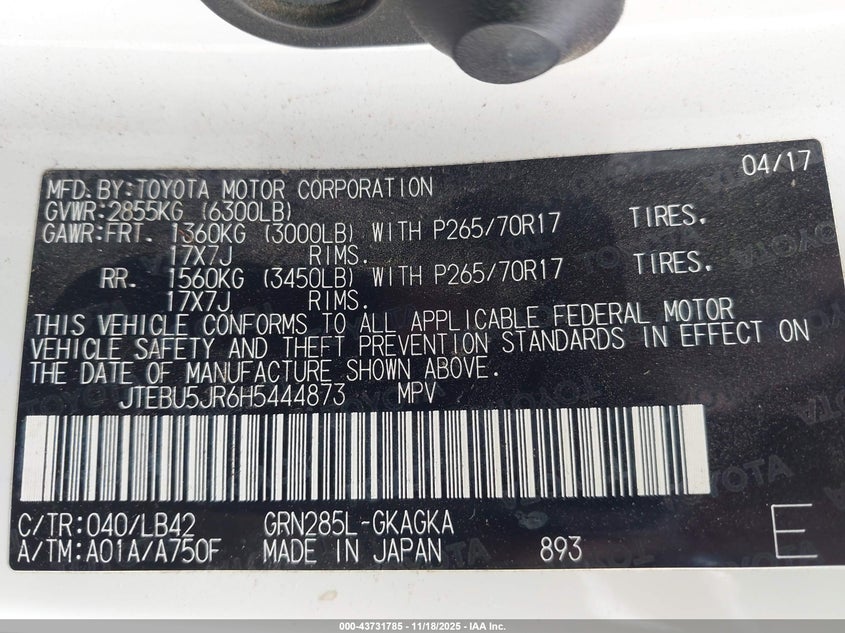 04/17
MFD.BY:TOYOTA MOTOR CORPORATION
GVWR:2855KG (6300LB)
GAWR:FRT. 1360KG (3000LB) WITH P265/70R17 TIRES.
17X7J RIMS.
RR. 1560KG (3450LB) WITH P265/70R17 TIRES.
17X7J RIMS.
THIS VEHICLE CONFORMS TO ALL APPLICABLE FEDERAL MOTOR
VEHICLE SAFETY AND THEFT PREVENTION STANDARDS IN EFFECT ON
THE DATE OF MANUFACTURE SHOWN ABOVE.
JTEBU5JR6H5444873 MPV
C/TR:040/LB42 GRN285L-GKAGKA
A/TM:A01A/A750F MADE IN JAPAN 893 E
000-43731785 - 11/18/2025 - IAA Inc.